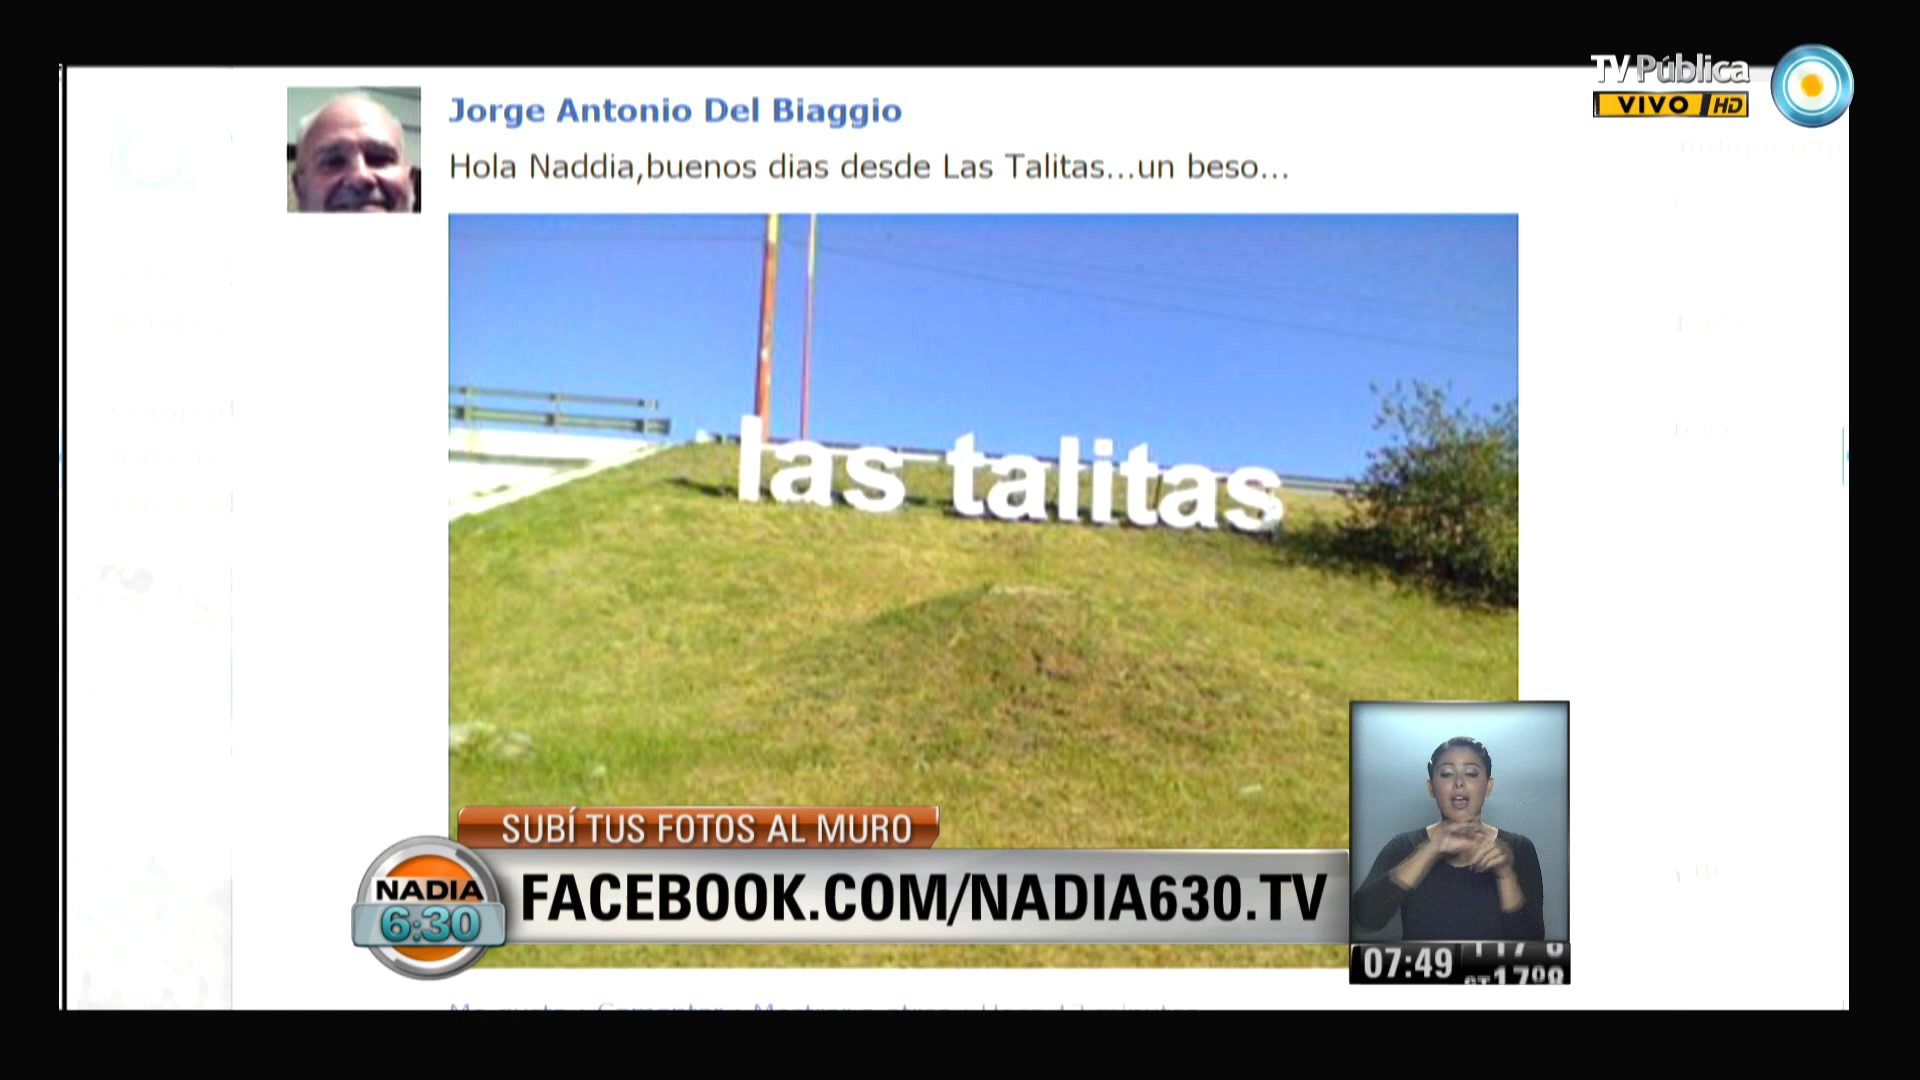 TV Pública
VIVO HD
Jorge Antonio Del Biaggio
Hola Naddia,buenos dias desde Las Talitas...un beso...
las talitas
SUBÍ TUS FOTOS AL MURO
NADIA
6:30
FACEBOOK.COM/NADIA630.TV
07:49